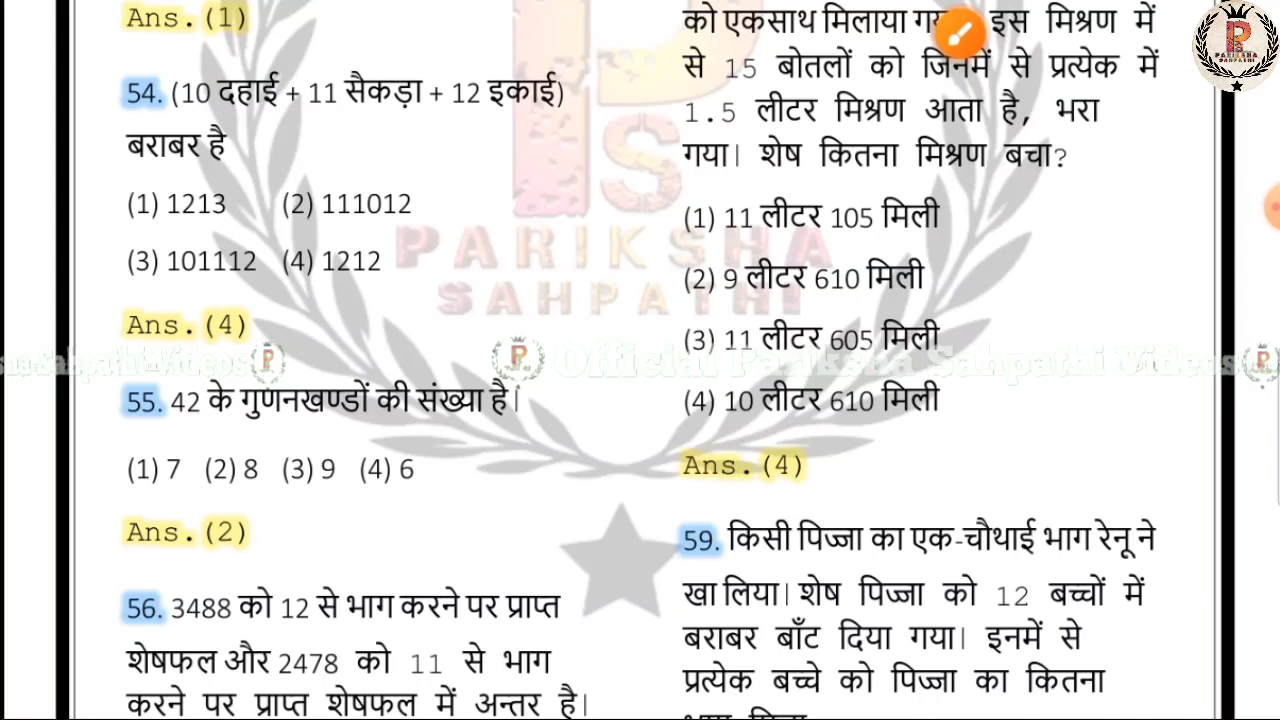 Ans.(1)
54. (10 दहाई + 11 सैकड़ा + 12 इकाई)
बराबर है
(1) 1213 (2) 111012
(3) 101112 (4) 1212
Ans.(4)
55. 42 के गुणनखण्डों की संख्या है।
(1) 7 (2) 8 (3) 9 (4) 6
Ans.(2)
56. 3488 को 12 से भाग करने पर प्राप्त
शेषफल और 2478 को 11 से भाग
करने पर प्राप्त शेषफल में अन्तर है।
को एकसाथ मिलाया इस मिश्रण में
से 15 बोतलों को जिनमें से प्रत्येक में
1.5 लीटर मिश्रण आता है, भरा
गया। शेष कितना मिश्रण बचा?
(1) 11 लीटर 105 मिली
(2) 9 लीटर 610 मिली
(3) 11 लीटर 605 मिली
(4) 10 लीटर 610 मिली
Ans.(4)
59. किसी पिज्जा का एक-चौथाई भाग रेनू ने
खा लिया। शेष पिज्जा को 12 बच्चों में
बराबर बाँट दिया गया। इनमें से
प्रत्येक बच्चे को पिज्जा का कितना
PARIKSHA
SAHPATHI
Sahpathi Videos
Official Pariksha Sahpathi Videos
PARIKSHA
SAHPATHI